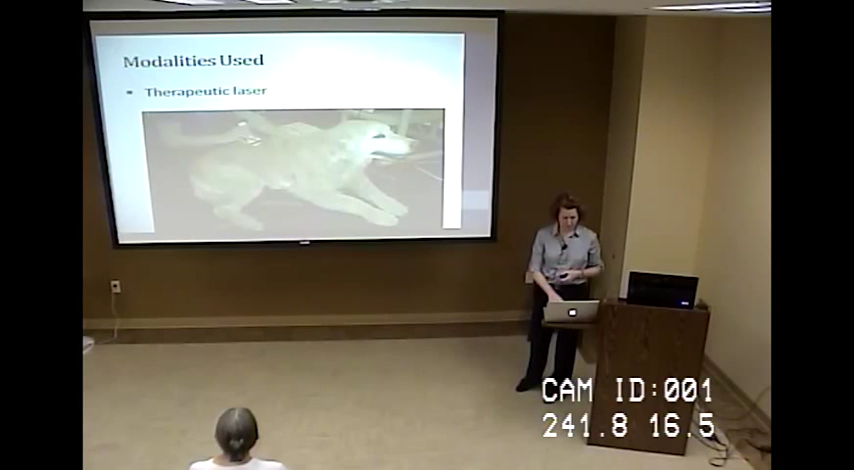 Modalities Used
▪ Therapeutic laser
CAM ID:001
241.8 16.5